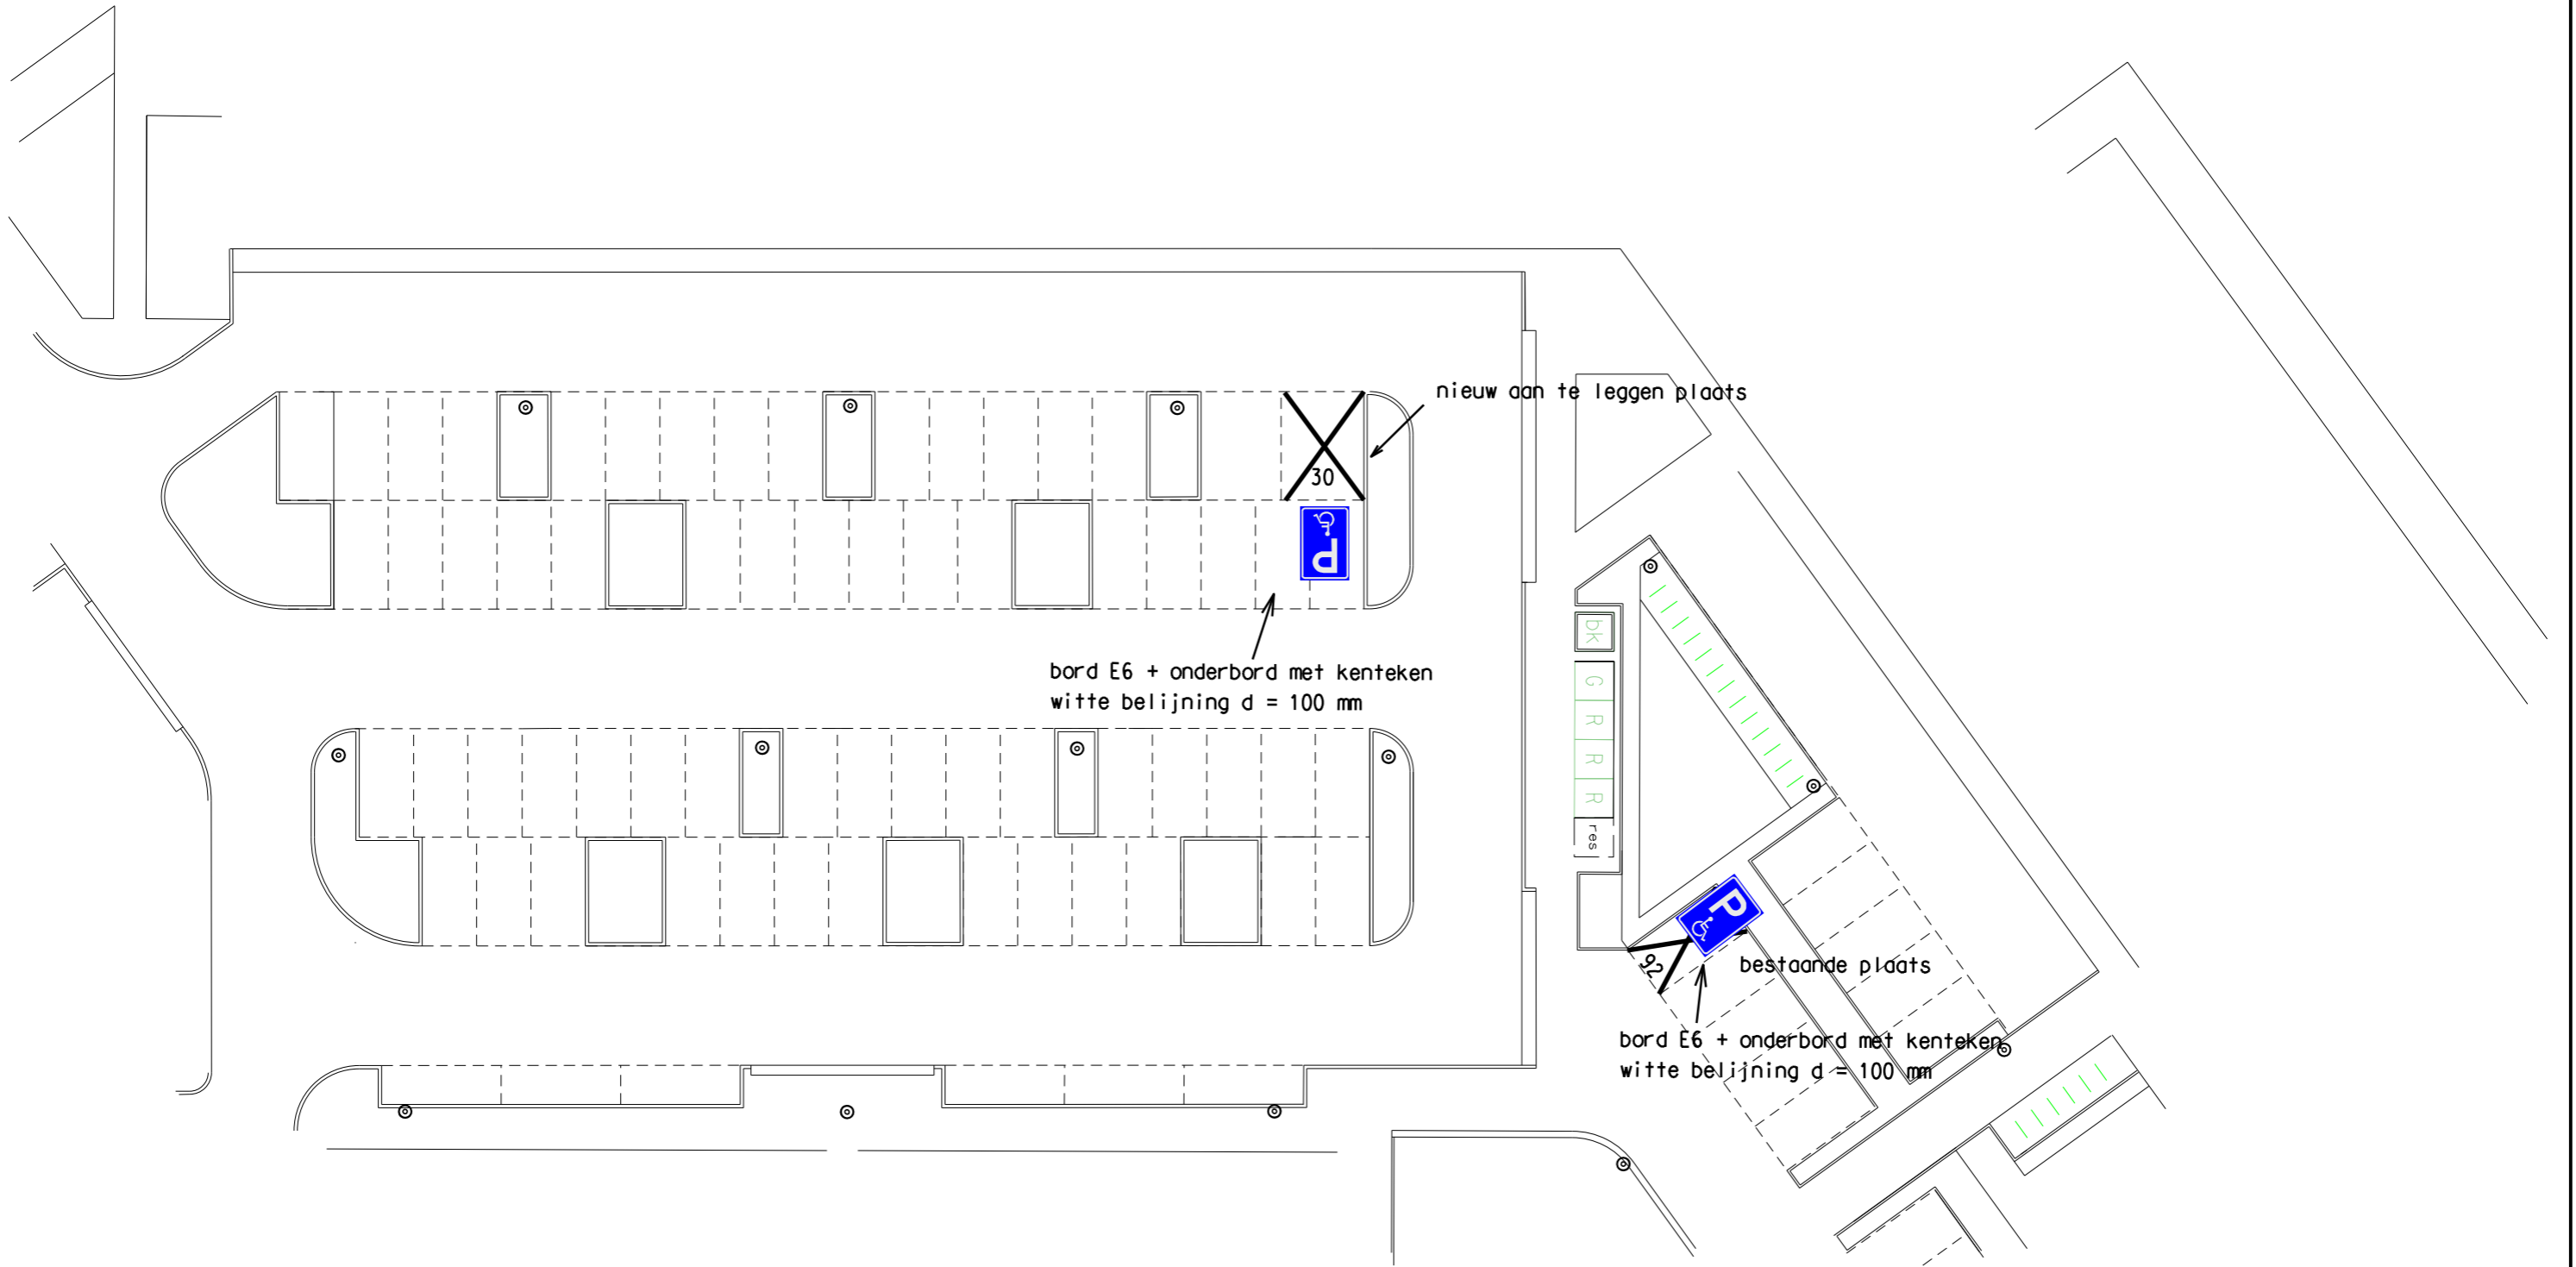 nieuw aan te leggen plaats
30
P
bord E6 + onderbord met kenteken
witte belijning d = 100 mm
bk
G
R
R
R
res
P
92
bestaande plaats
bord E6 + onderbord met kenteken
witte belijning d = 100 mm